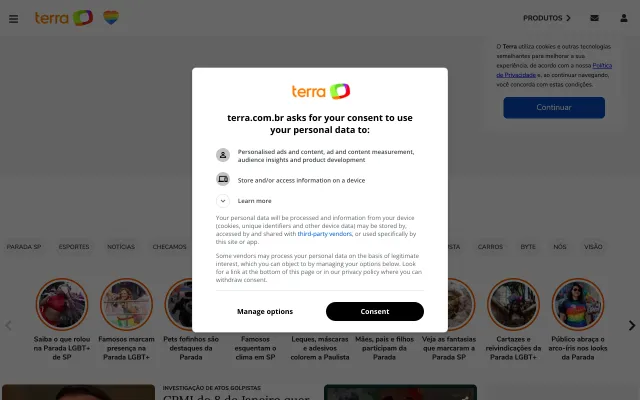 terra
PRODUTOS
O Terra utiliza cookies e outras tecnologias
semelhantes para melhorar a sua
experiência, de acordo com a nossa Política
de Privacidade e, ao continuar navegando,
você concorda com estas condições.
Continuar
terra
terra.com.br asks for your consent to use
your personal data to:
Personalised ads and content, ad and content measurement,
audience insights and product development
Store and/or access information on a device
Learn more
Your personal data will be processed and information from your device
(cookies, unique identifiers and other device data) may be stored by,
accessed by and shared with third-party vendors, or used specifically by
this site or app.
Some vendors may process your personal data on the basis of legitimate
interest, which you can object to by managing your options below. Look
for a link at the bottom of this page or in our privacy policy where you can
withdraw consent.
Manage options
Consent
PARADA SP ESPORTES NOTÍCIAS CHECAMOS CARROS BYTE NÓS VISÃO
Saiba o que rolou
na Parada LGBT+
de SP
Famosos marcam
presença na
Parada LGBT+
Pets fofinhos são
destaques da
Parada
Famosos
esquentam o
clima em SP
Leques, máscaras
e adesivos
colorem a Paulista
Mães, pais e filhos
participam da
Parada
Veja as fantasias
que marcaram a
Parada SP
Cartazes e
reivindicações da
Parada LGBT+
Público abraça o
arco-íris nos looks
da Parada
INVESTIGAÇÃO DE ATOS GOLPISTAS
CPMI do 8 de Janeiro quer